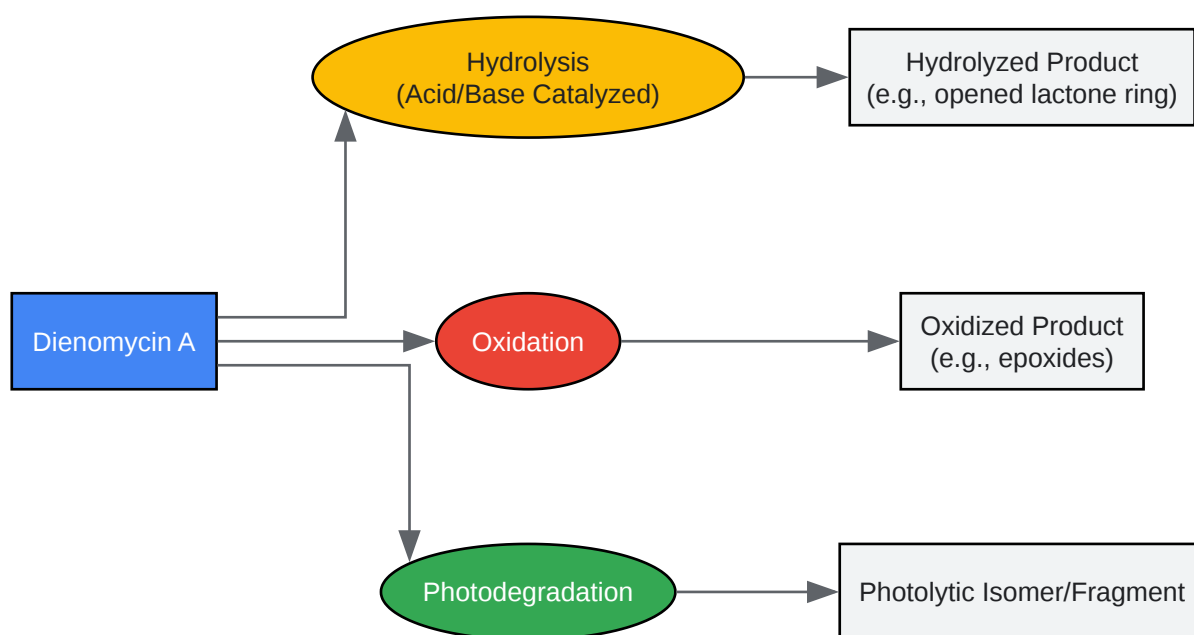 Hydrolysis
(Acid/Base Catalyzed)
Hydrolyzed Product
(e.g., opened lactone ring)
Dienomycin A
Oxidation
Oxidized Product
(e.g., epoxides)
Photodegradation
Photolytic Isomer/Fragment